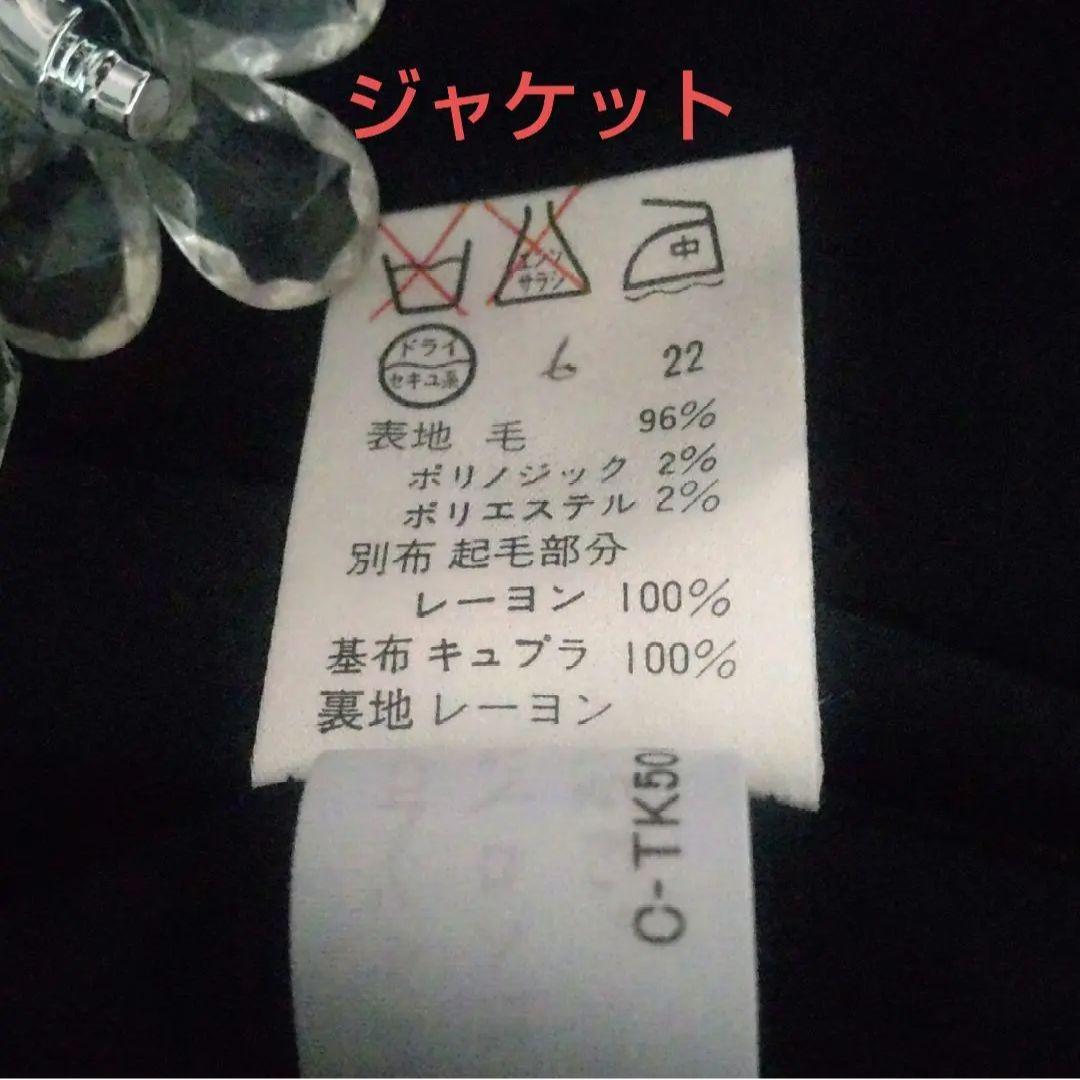 ジャケット
エンソ
サラシ
中
ドライ
セキユ系
6 22
表地 毛 96%
ポリノジック 2%
ポリエステル 2%
別布 起毛部分
レーヨン 100%
基布 キュプラ 100%
裏地 レーヨン
C-TK50